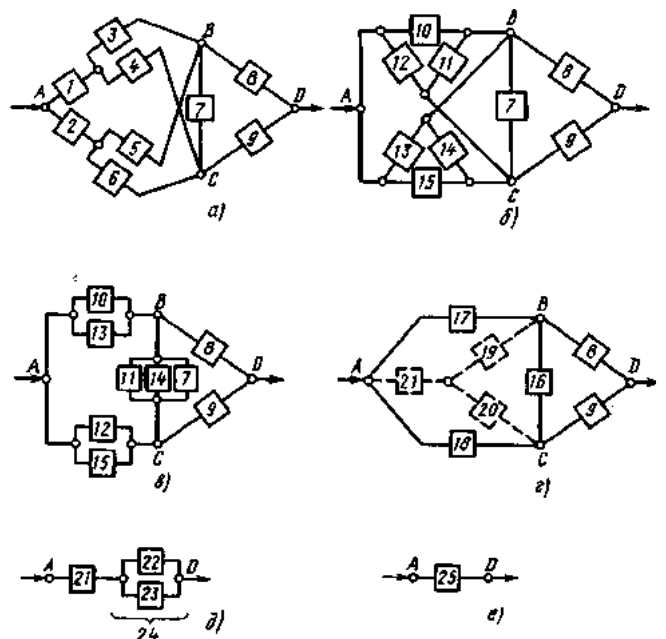 A 1 2 3 4 5 6 7 8 9 B C D
а)
A 10 11 12 13 14 15 7 8 9 B C D
б)
A 10 13 11 14 7 12 15 8 9 B C D
в)
A 17 21 18 19 20 16 8 9 B C D
г)
A 21 22 23 D
24 д)
A 25 D
е)